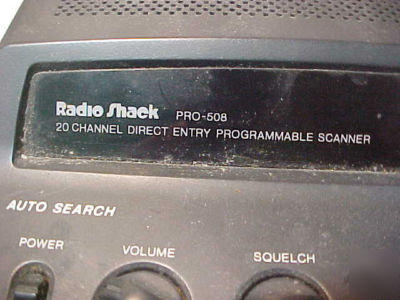 Radio Shack PRO-508
20 CHANNEL DIRECT ENTRY PROGRAMMABLE SCANNER
AUTO SEARCH
POWER VOLUME SQUELCH